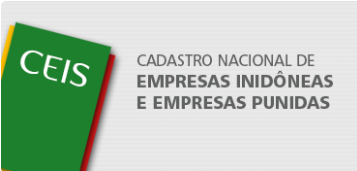 CEIS
CADASTRO NACIONAL DE
EMPRESAS INIDÔNEAS
E EMPRESAS PUNIDAS